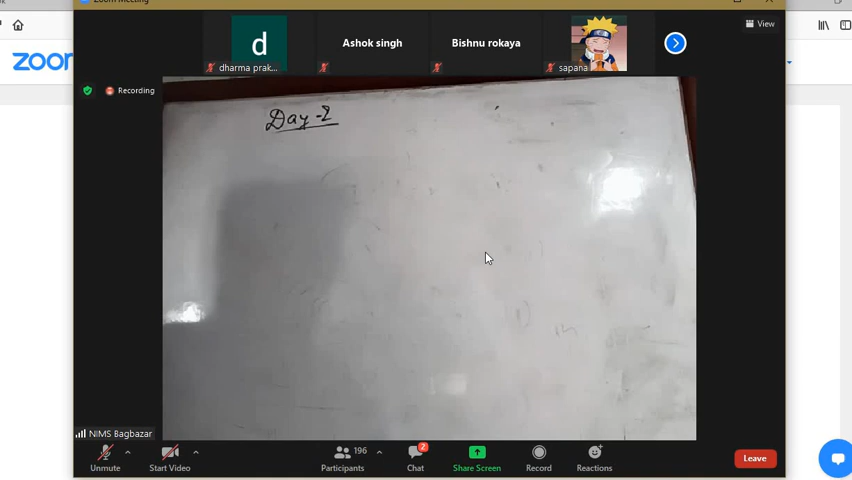 Zoom Meeting
zoom
View
d
dharma prak...
Ashok singh
Bishnu rokaya
sapana
Recording
Day-2
NIMS Bagbazar
Unmute
Start Video
196
Participants
2
Chat
Share Screen
Record
Reactions
Leave